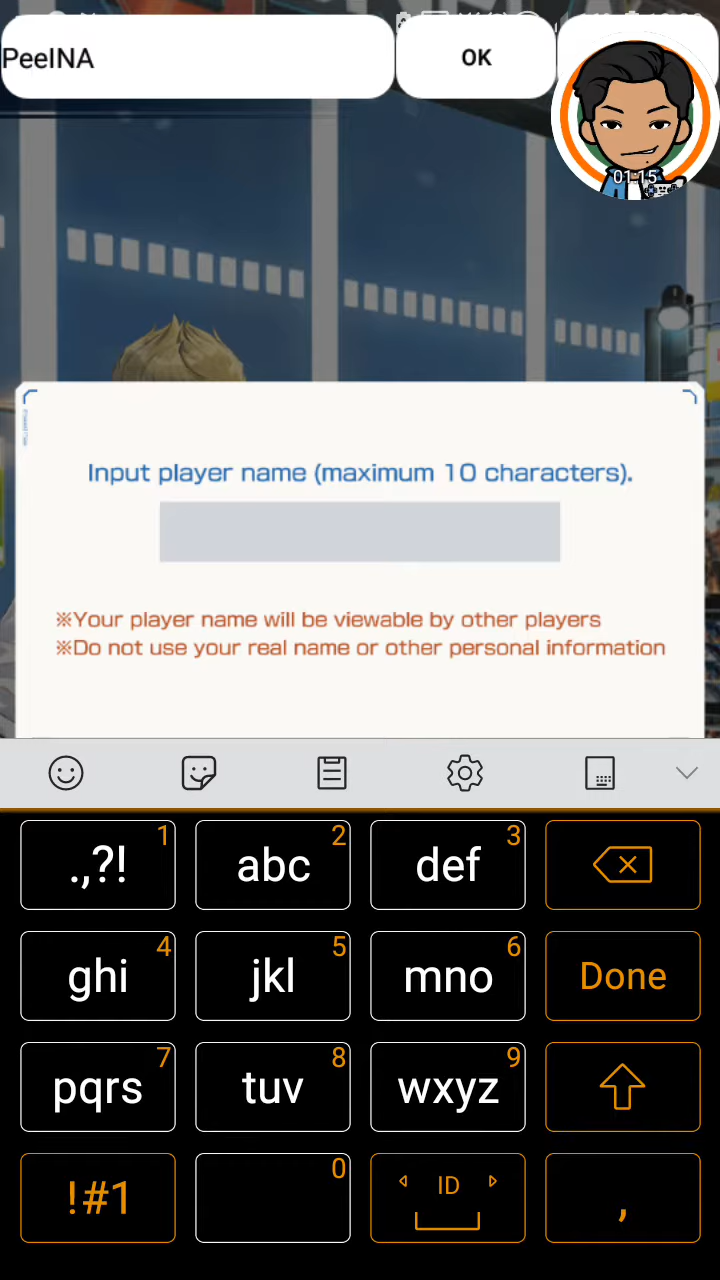 PeeINA
OK
01:15
Input player name (maximum 10 characters).
※Your player name will be viewable by other players
※Do not use your real name or other personal information
.,?! 1
abc 2
def 3
ghi 4
jkl 5
mno 6
Done
pqrs 7
tuv 8
wxyz 9
!#1
0
ID
,